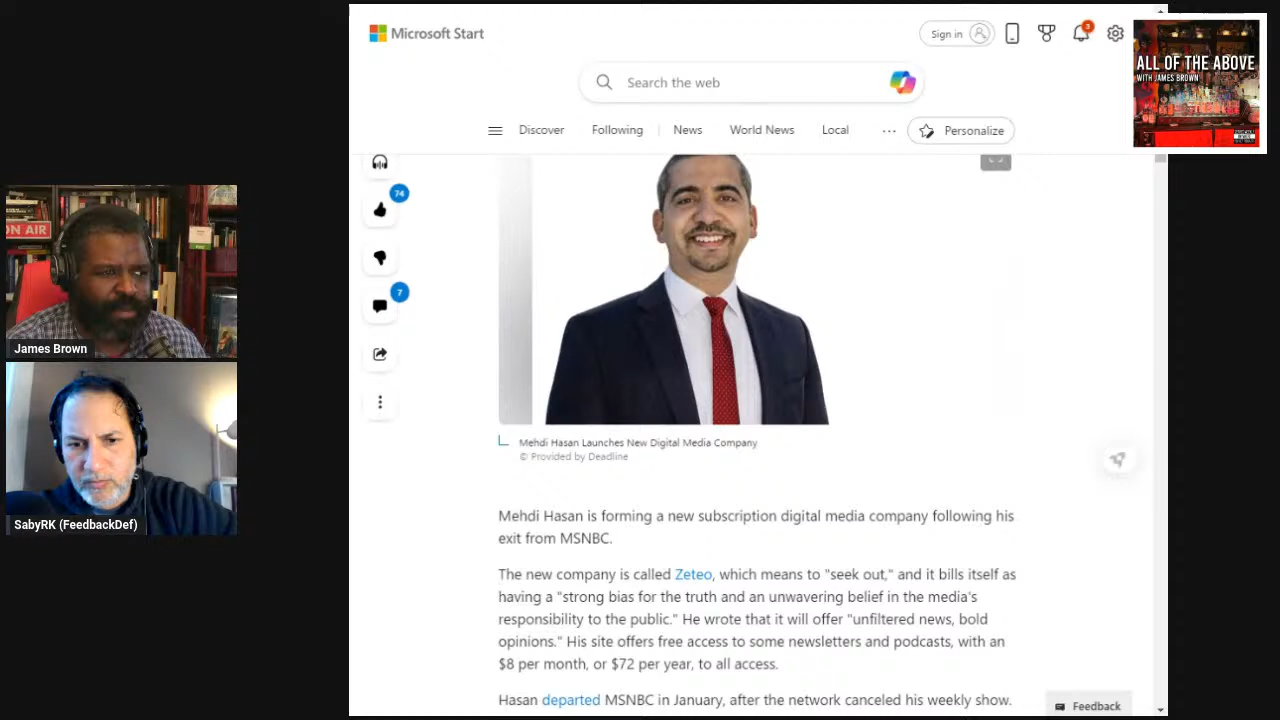 Microsoft Start
Sign in
3
Search the web
Discover
Following
News
World News
Local
Personalize
ALL OF THE ABOVE
WITH JAMES BROWN
74
7
ON AIR
James Brown
SabyRK (FeedbackDef)
Mehdi Hasan Launches New Digital Media Company
© Provided by Deadline
Mehdi Hasan is forming a new subscription digital media company following his
exit from MSNBC.
The new company is called Zeteo, which means to "seek out," and it bills itself as
having a "strong bias for the truth and an unwavering belief in the media's
responsibility to the public." He wrote that it will offer "unfiltered news, bold
opinions." His site offers free access to some newsletters and podcasts, with an
$8 per month, or $72 per year, to all access.
Hasan departed MSNBC in January, after the network canceled his weekly show.
Feedback